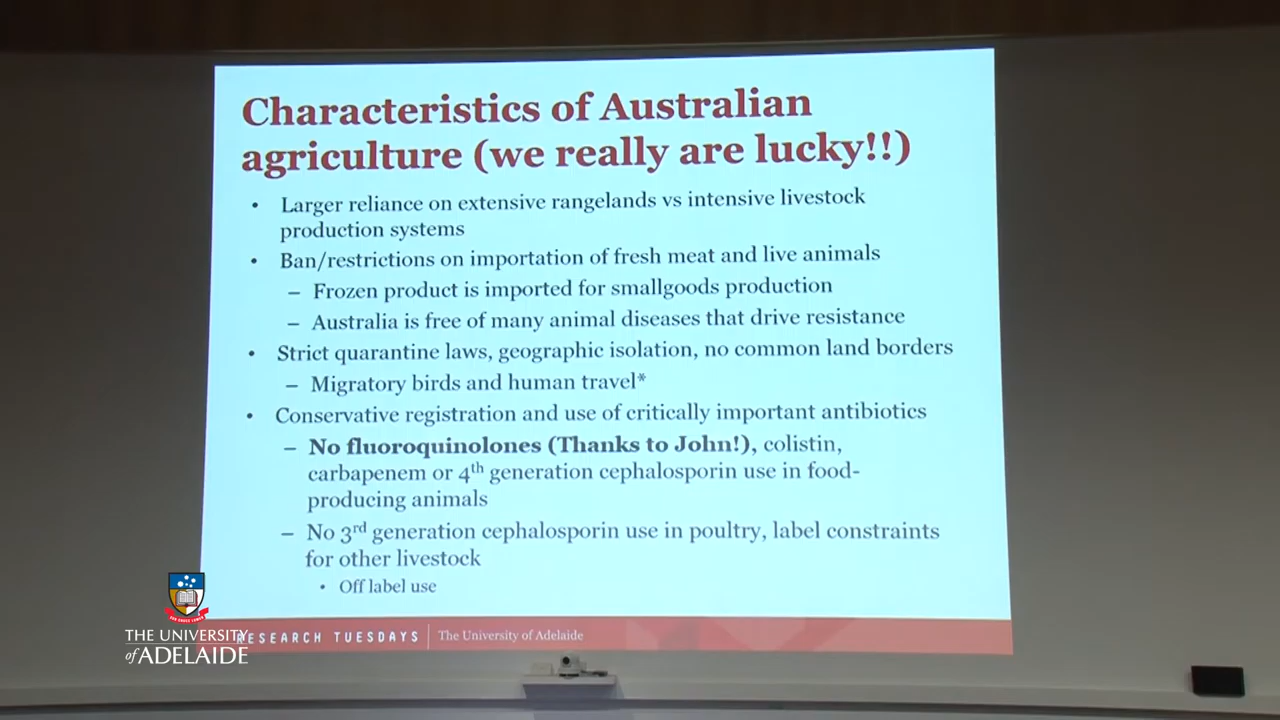 Characteristics of Australian
agriculture (we really are lucky!!)
• Larger reliance on extensive rangelands vs intensive livestock
production systems
• Ban/restrictions on importation of fresh meat and live animals
– Frozen product is imported for smallgoods production
– Australia is free of many animal diseases that drive resistance
• Strict quarantine laws, geographic isolation, no common land borders
– Migratory birds and human travel*
• Conservative registration and use of critically important antibiotics
– No fluoroquinolones (Thanks to John!), colistin,
carbapenem or 4th generation cephalosporin use in food-
producing animals
– No 3rd generation cephalosporin use in poultry, label constraints
for other livestock
• Off label use
RESEARCH TUESDAYS The University of Adelaide
THE UNIVERSITY
of ADELAIDE